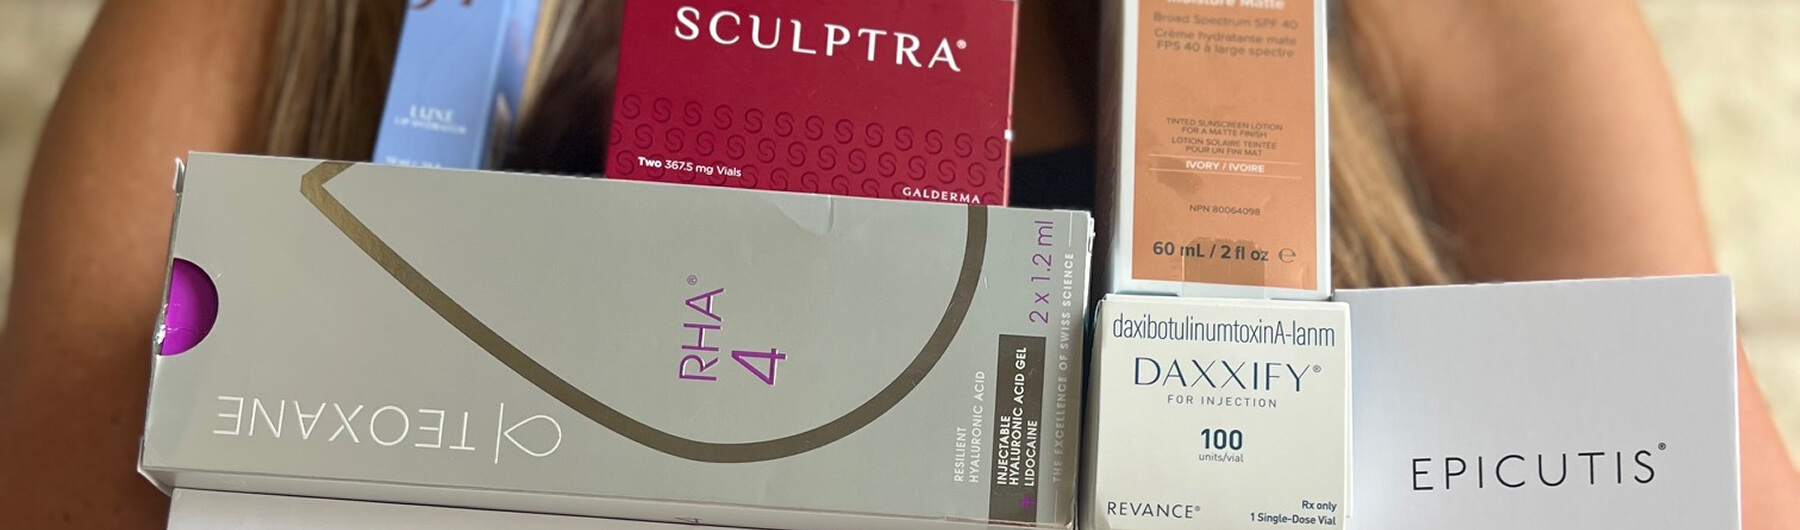 LUXE
LIP HYDRATOR
SCULPTRA®
Two 367.5 mg Vials
GALDERMA
Moisture Matte
Broad Spectrum SPF 40
Crème hydratante mate
FPS 40 à large spectre
TINTED SUNSCREEN LOTION
FOR A MATTE FINISH
LOTION SOLAIRE TEINTÉE
POUR UN FINI MAT
IVORY / IVOIRE
NPN 80064098
60 mL / 2 fl oz e
TEOXANE
RHA®
4
RESILIENT
HYALURONIC ACID
INJECTABLE
HYALURONIC ACID GEL
+ LIDOCAINE
2 x 1.2 ml
THE EXCELLENCE OF SWISS SCIENCE
daxibotulinumtoxinA-lanm
DAXXIFY®
FOR INJECTION
100
units/vial
REVANCE®
Rx only
1 Single-Dose Vial
EPICUTIS®